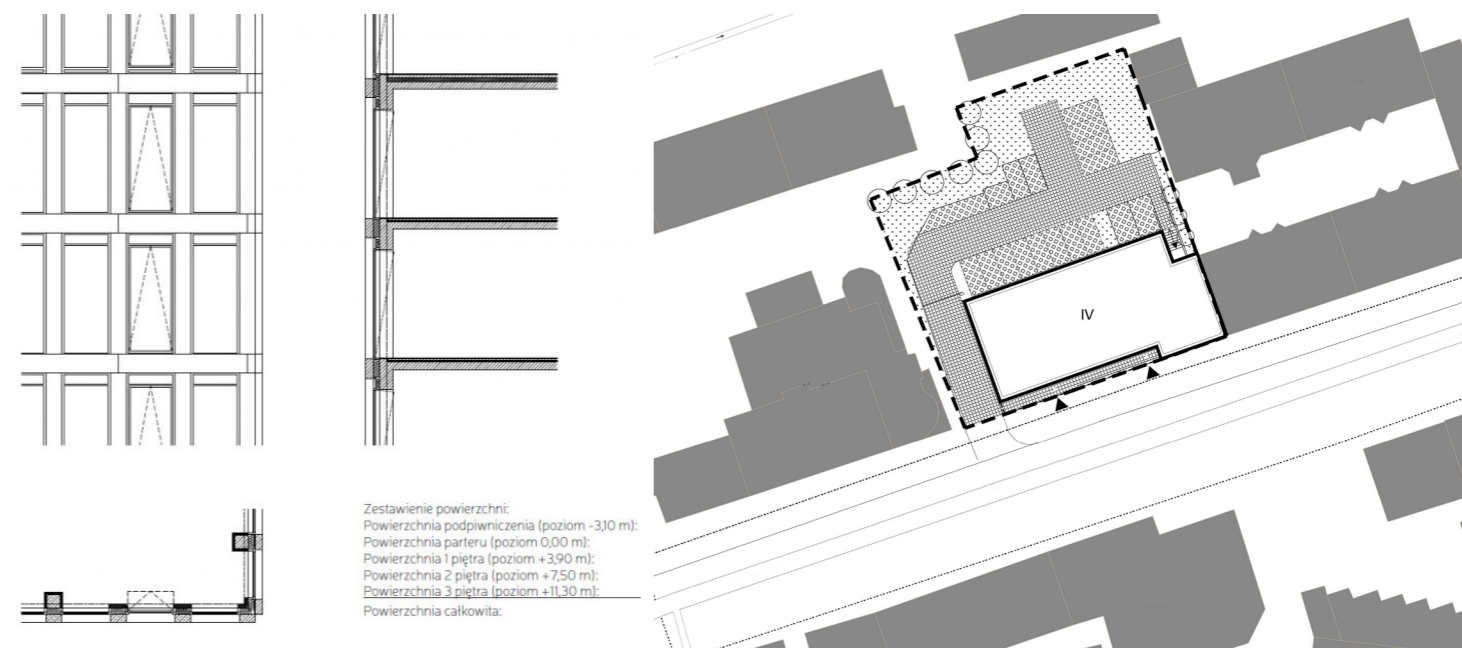 Zestawienie powierzchni:
Powierzchnia podpiwniczenia (poziom -3,10 m):
Powierzchnia parteru (poziom 0,00 m):
Powierzchnia 1 piętra (poziom +3,90 m):
Powierzchnia 2 piętra (poziom +7,50 m):
Powierzchnia 3 piętra (poziom +11,30 m):
Powierzchnia całkowita:
IV